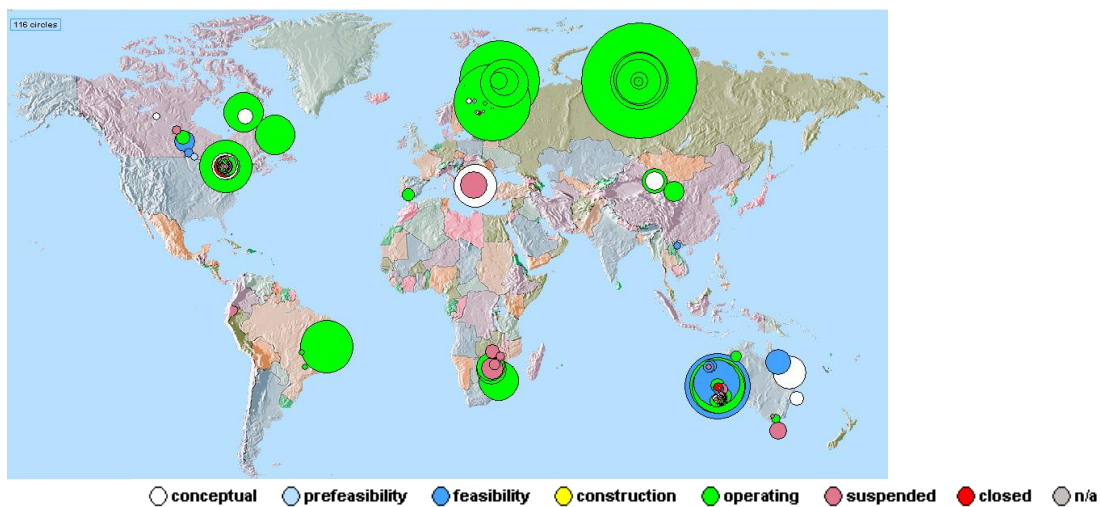 116 circles
conceptual prefeasibility feasibility construction operating suspended closed n/a